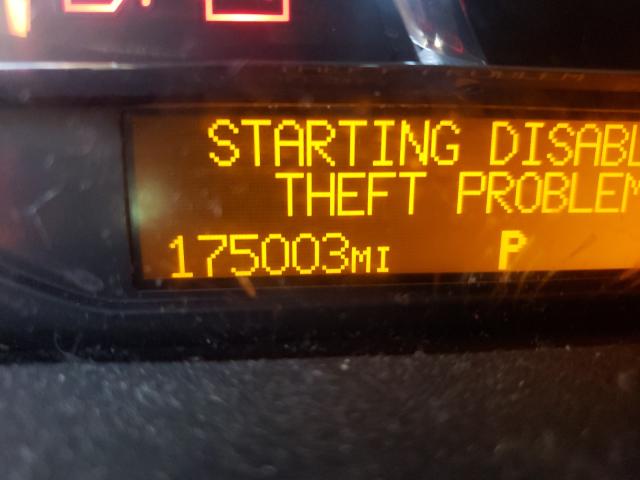 STARTING DISABL
THEFT PROBLEM
175003MI P